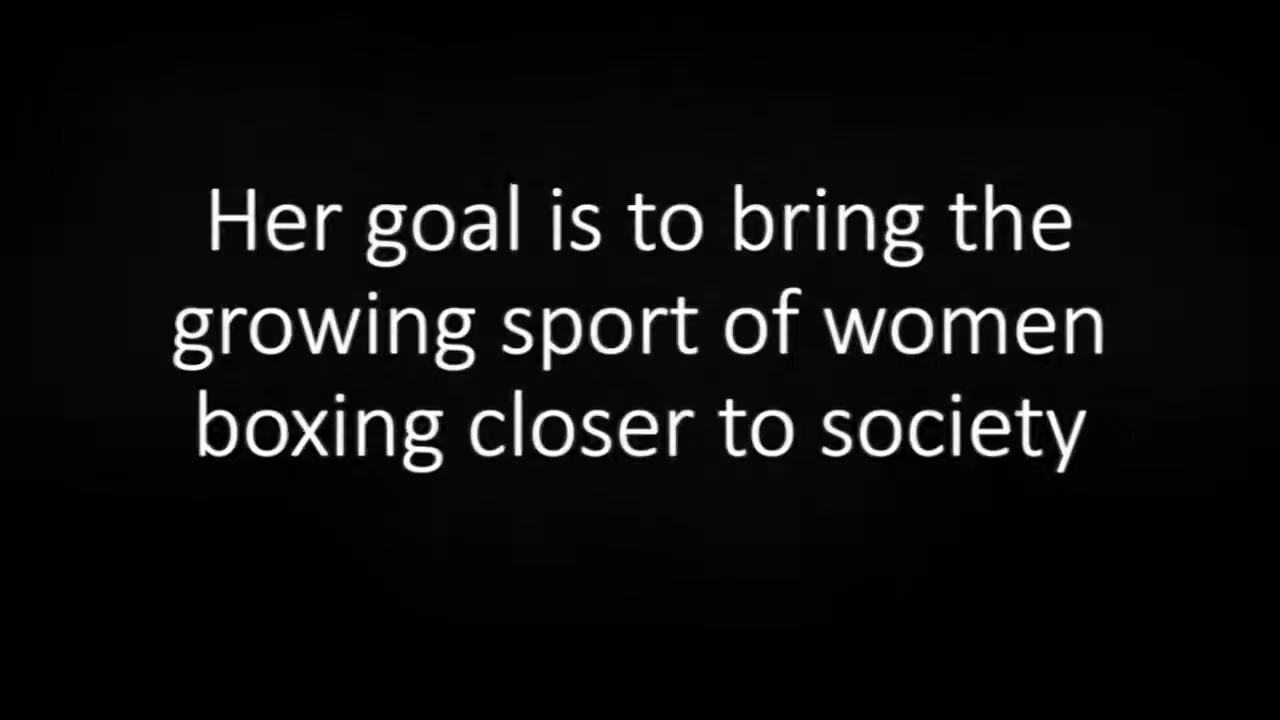 Her goal is to bring the
growing sport of women
boxing closer to society